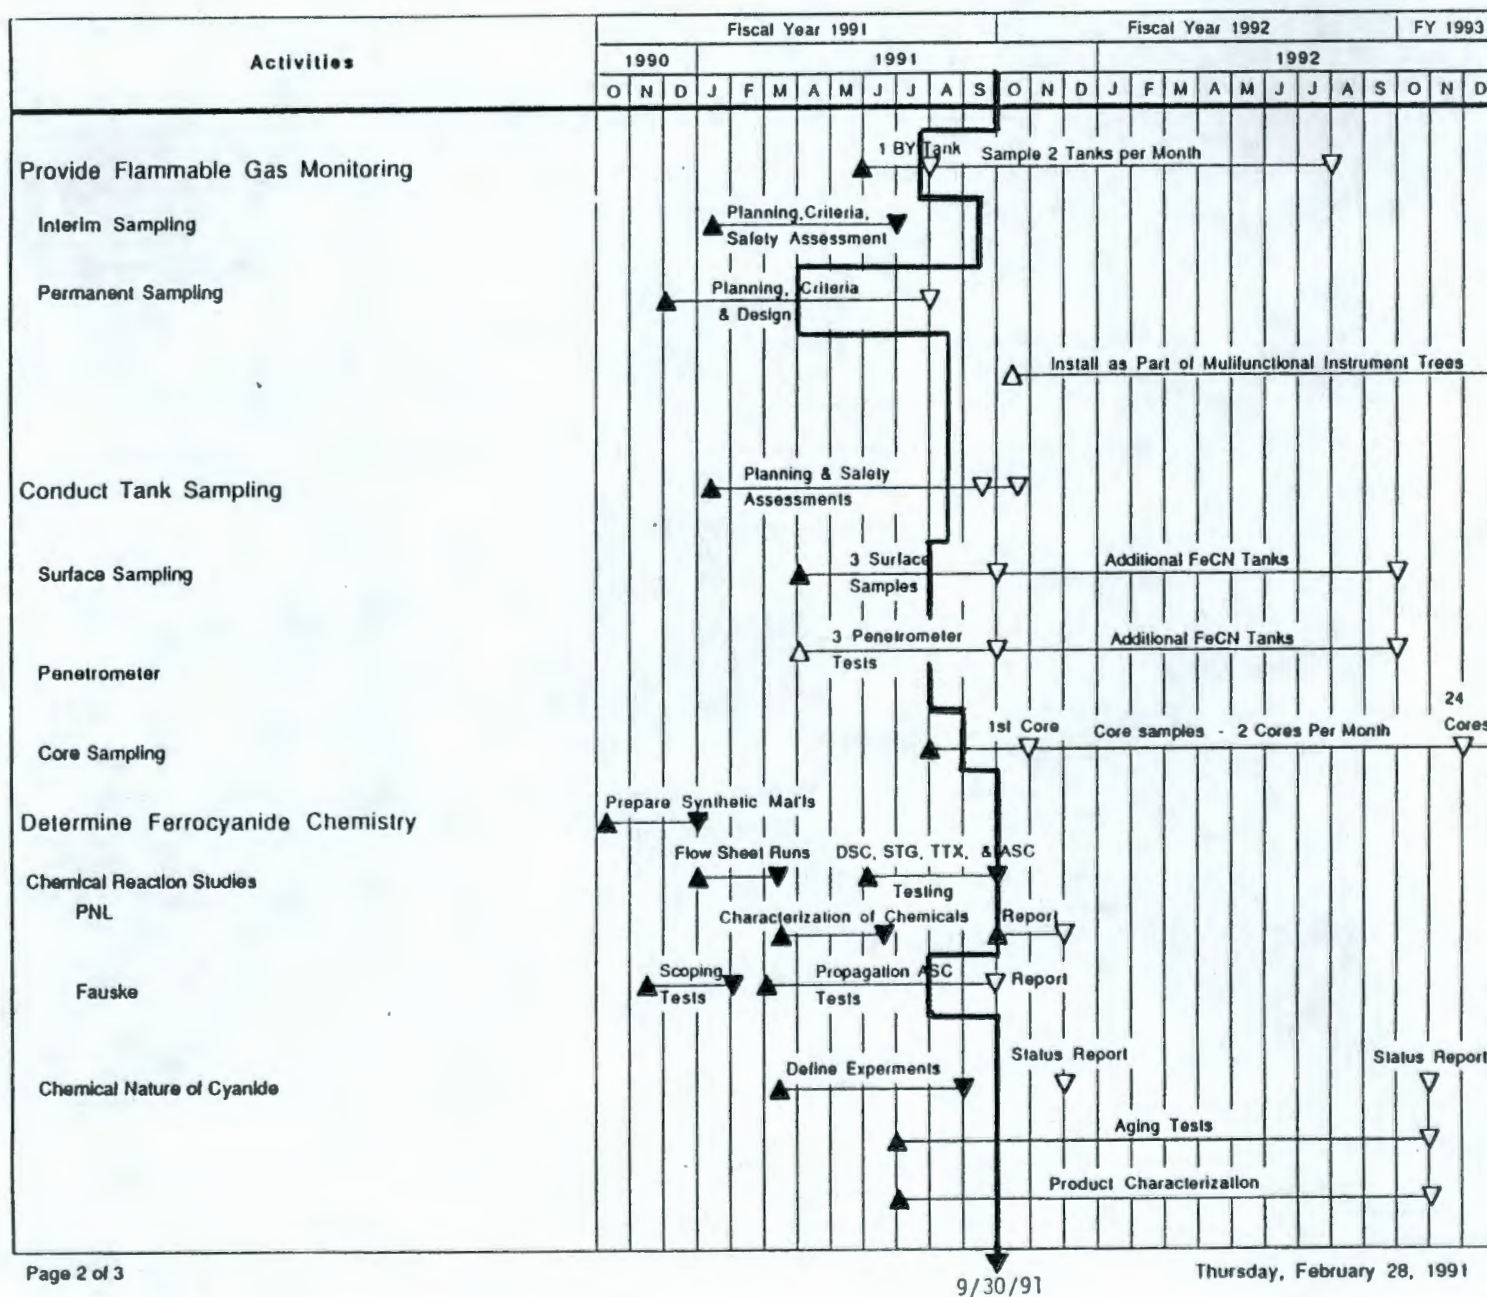 Activities
Fiscal Year 1991 Fiscal Year 1992 FY 1993
1990 1991 1992
O N D J F M A M J J A S O N D J F M A M J J A S O N D
Provide Flammable Gas Monitoring
1 BY Tank Sample 2 Tanks per Month
Interim Sampling
Planning, Criteria,
Safety Assessment
Permanent Sampling
Planning, Criteria
& Design
Install as Part of Mulifunctional Instrument Trees
Conduct Tank Sampling
Planning & Safety
Assessments
Surface Sampling
3 Surface Additional FeCN Tanks
Samples
3 Penetrometer Additional FeCN Tanks
Tests
Penetrometer
24
1st Core Core samples - 2 Cores Per Month Cores
Core Sampling
Prepare Synthetic Mat'ls
Determine Ferrocyanide Chemistry
Flow Sheet Runs DSC, STG, TTX, & ASC
Testing
Chemical Reaction Studies
PNL
Characterization of Chemicals Report
Fauske
Scoping Propagation ASC Report
Tests Tests
Status Report Status Report
Chemical Nature of Cyanide
Define Experments
Aging Tests
Product Characterization
Page 2 of 3
9/30/91
Thursday, February 28, 1991